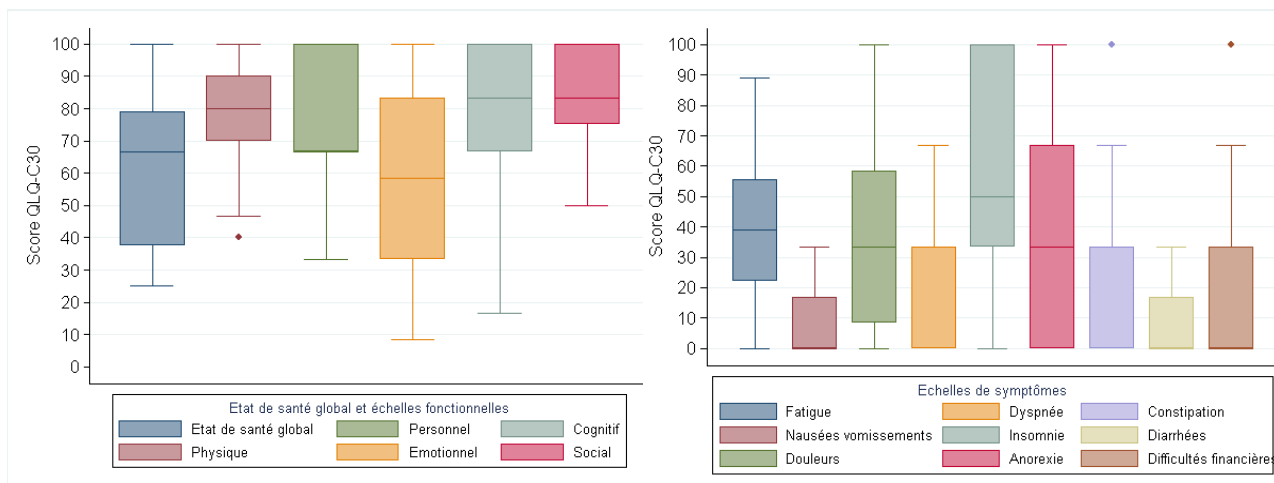 Score QLQ-C30
100
90
80
70
60
50
40
30
20
10
0
Etat de santé global et échelles fonctionnelles
Etat de santé global
Personnel
Cognitif
Physique
Emotionnel
Social
Score QLQ-C30
100
90
80
70
60
50
40
30
20
10
0
Echelles de symptômes
Fatigue
Dyspnée
Constipation
Nausées vomissements
Insomnie
Diarrhées
Douleurs
Anorexie
Difficultés financières